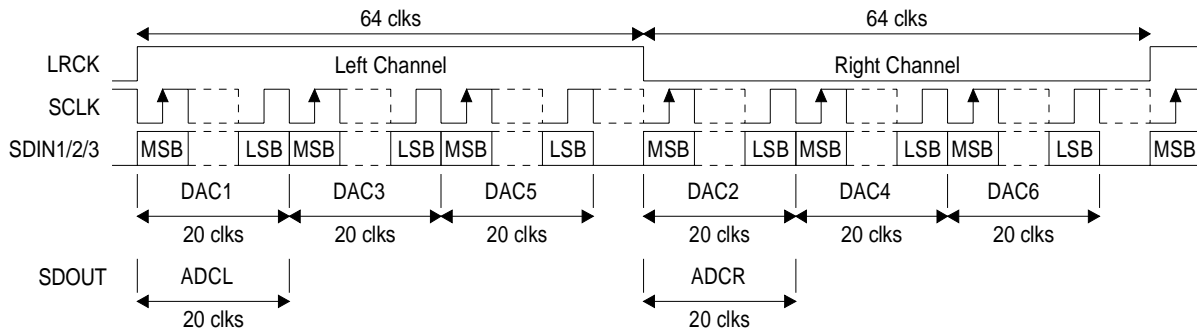 64 clks 64 clks
LRCK Left Channel Right Channel
SCLK
SDIN1/2/3 MSB LSB MSB LSB MSB LSB MSB LSB MSB LSB MSB LSB MSB
DAC1 DAC3 DAC5 DAC2 DAC4 DAC6
20 clks 20 clks 20 clks 20 clks 20 clks 20 clks
SDOUT ADCL ADCR
20 clks 20 clks